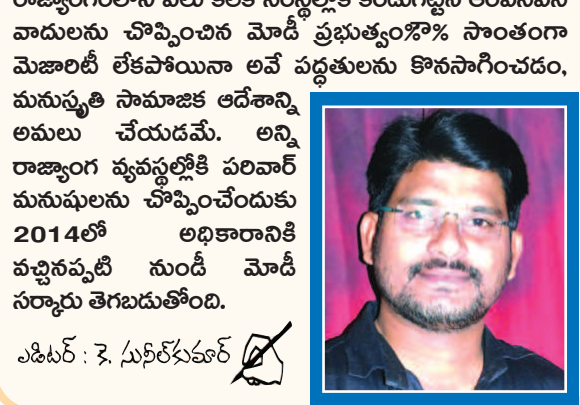 వాదులను చొప్పించిన మోడీ ప్రభుత్వం%ౌ% సొంతంగా
మెజారిటీ లేకపోయినా అవే పద్ధతులను కొనసాగించడం,
మనుస్మృతి సామాజిక ఆదేశాన్ని
అమలు చేయడమే. అన్ని
రాజ్యాంగ వ్యవస్థల్లోకి పరివార్
మనుషులను చొప్పించేందుకు
2014లో అధికారానికి
వచ్చినప్పటి నుండీ మోడీ
సర్కారు తెగబడుతోంది.
ఎడిటర్ : కె. సునీల్‌కుమార్